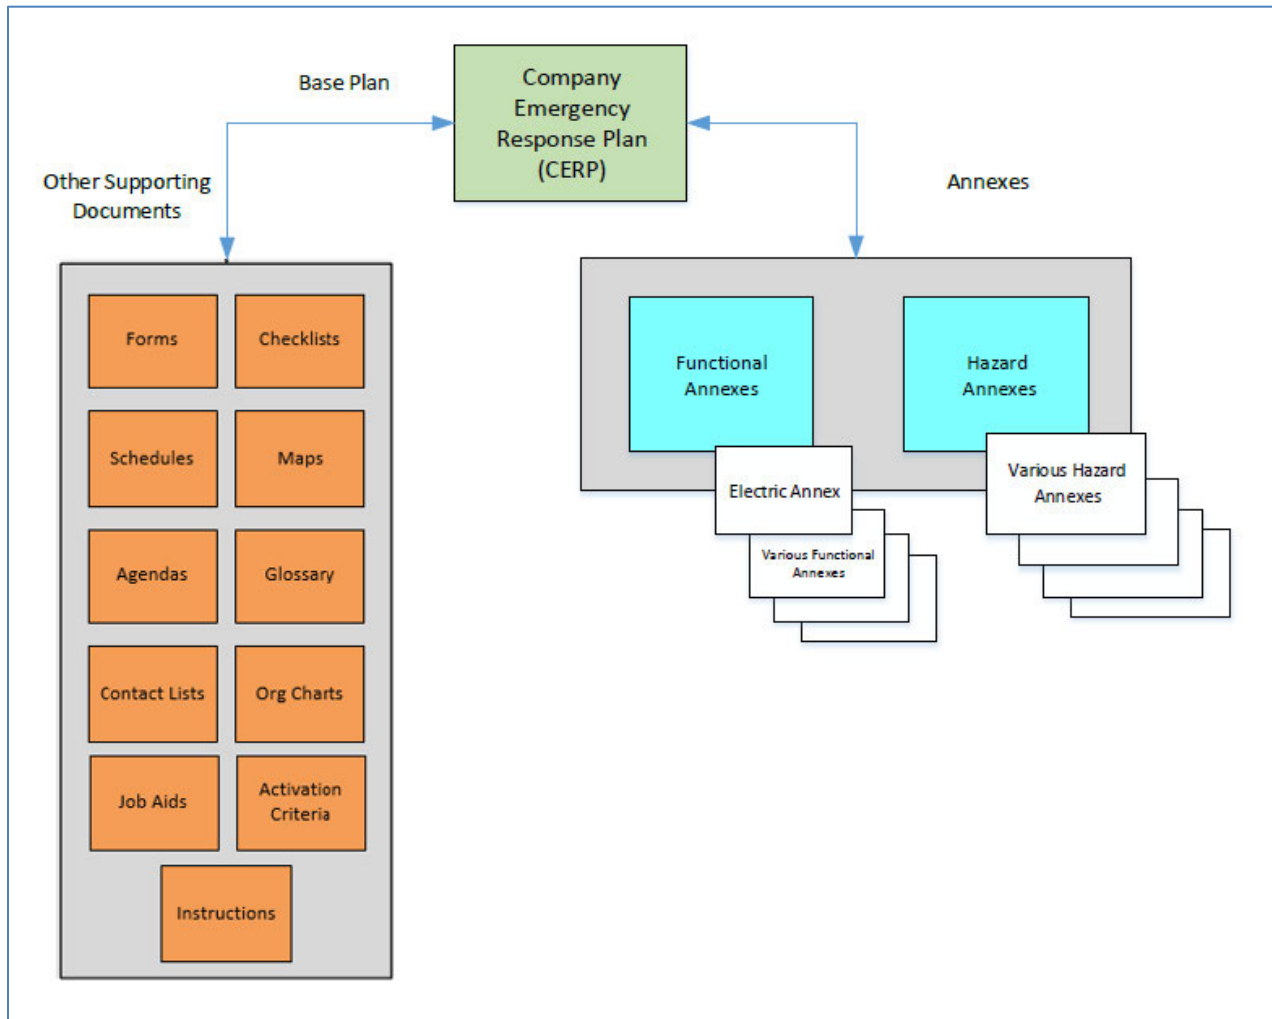 Base Plan
Company
Emergency
Response Plan
(CERP)
Other Supporting
Documents
Annexes
Forms
Checklists
Schedules
Maps
Agendas
Glossary
Contact Lists
Org Charts
Job Aids
Activation
Criteria
Instructions
Functional
Annexes
Hazard
Annexes
Electric Annex
Various Functional
Annexes
Various Hazard
Annexes